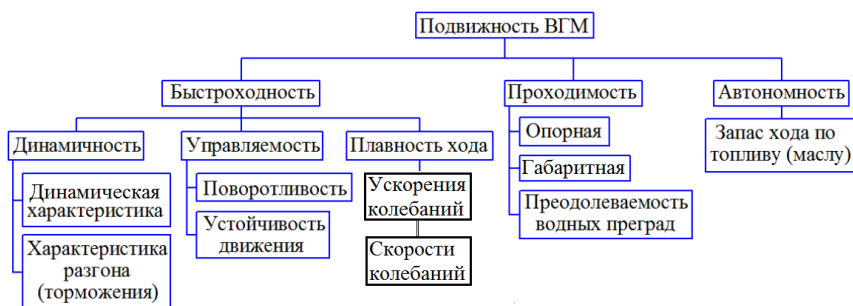 Подвижность ВГМ
Быстроходность
Проходимость
Автономность
Динамичность
Управляемость
Плавность хода
Опорная
Запас хода по
топливу (маслу)
Динамическая
характеристика
Поворотливость
Ускорения
колебаний
Габаритная
Устойчивость
движения
Преодолеваемость
водных преград
Характеристика
разгона
(торможения)
Скорости
колебаний